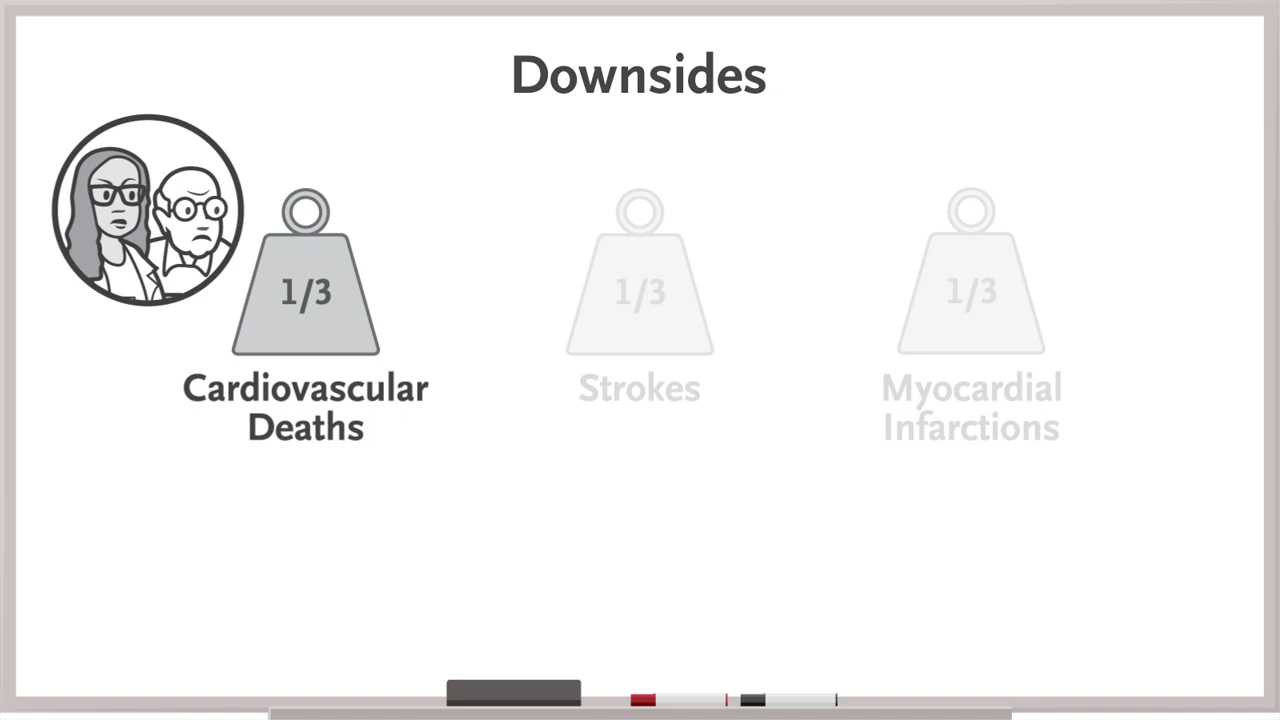 Downsides
1/3
1/3
1/3
Cardiovascular
Deaths
Strokes
Myocardial
Infarctions